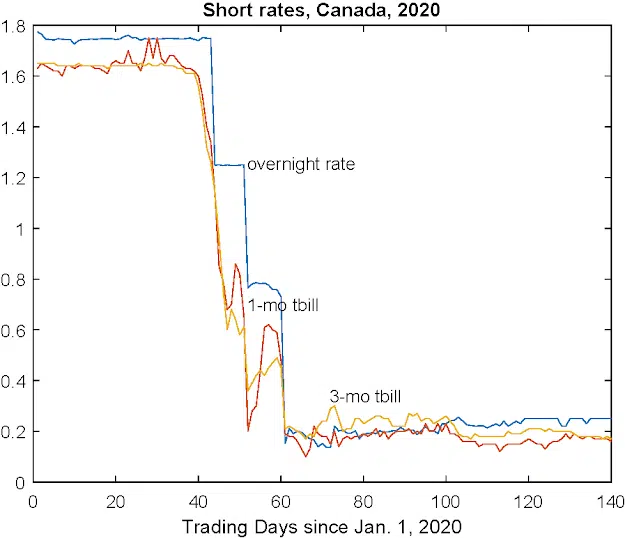 Short rates, Canada, 2020
1.8
1.6
1.4
1.2
1
0.8
0.6
0.4
0.2
0
overnight rate
1-mo tbill
3-mo tbill
0 20 40 60 80 100 120 140
Trading Days since Jan. 1, 2020